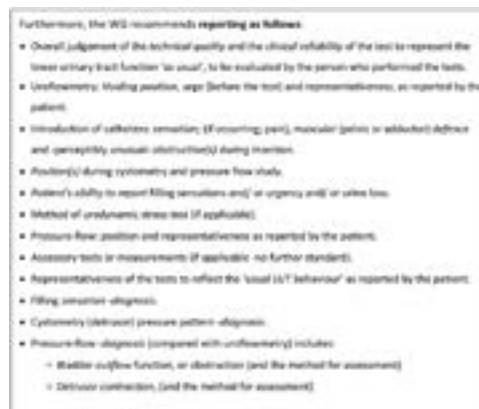 Furthermore, the WG recommends reporting as follows:
• Overall judgement of the technical quality and the clinical reliability of the test to represent the
lower urinary tract function 'as usual', to be evaluated by the person who performed the tests.
• Uroflowmetry: Voiding position, urge (before the test) and representativeness, as reported by the
patient.
• Introduction of catheters: sensation; (if occurring; pain), muscular (pelvic or adductor) defence
and -perceptibly unusual- obstruction(s) during insertion.
• Position(s) during cystometry and pressure flow study.
• Patient's ability to report filling sensations and/ or urgency and/ or urine loss.
• Method of urodynamic stress test (if applicable).
• Pressure-flow: position and representativeness as reported by the patient.
• Accessory tests or measurements (if applicable -no further standard).
• Representativeness of the tests to reflect the 'usual LUT behaviour' as reported by the patient.
• Filling sensation -diagnosis.
• Cystometry (detrusor) pressure pattern -diagnosis.
• Pressure-flow -diagnosis (compared with uroflowmetry) includes:
◦ Bladder outflow function, or obstruction (and the method for assessment)
◦ Detrusor contraction, (and the method for assessment)